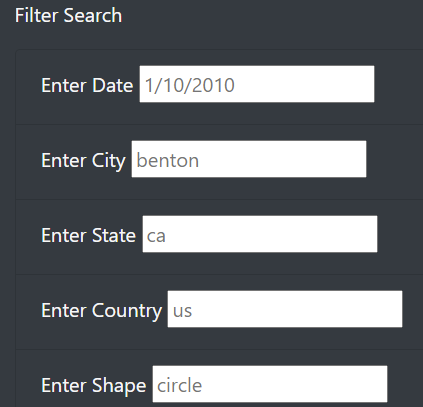 Filter Search
Enter Date 1/10/2010
Enter City benton
Enter State ca
Enter Country us
Enter Shape circle